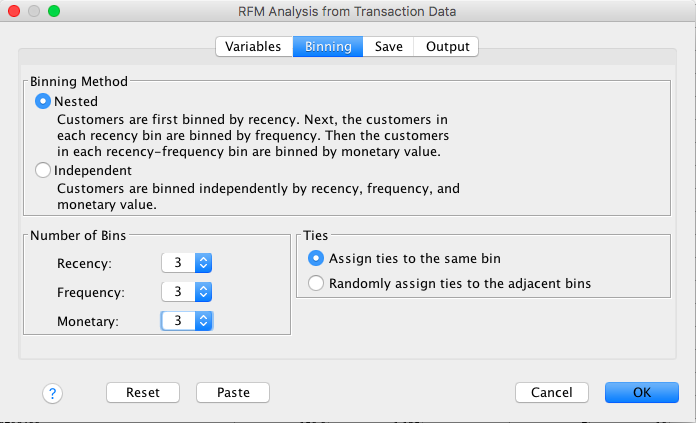 RFM Analysis from Transaction Data
Variables Binning Save Output
Binning Method
Nested
Customers are first binned by recency. Next, the customers in
each recency bin are binned by frequency. Then the customers
in each recency-frequency bin are binned by monetary value.
Independent
Customers are binned independently by recency, frequency, and
monetary value.
Number of Bins
Recency: 3
Frequency: 3
Monetary: 3
Ties
Assign ties to the same bin
Randomly assign ties to the adjacent bins
? Reset Paste Cancel OK